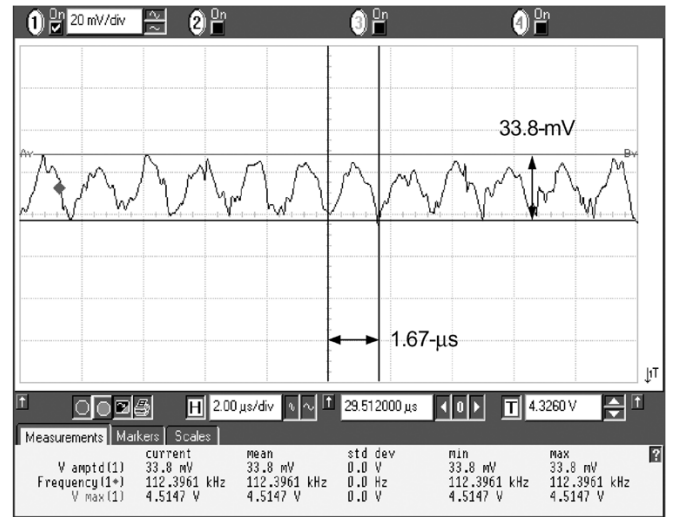 1 On 20 mV/div 2 On 3 On 4 On
33.8-mV
Av Bv
1.67-μs
H 2.00 μs/div 29.512000 μs 0 T 4.3260 V
Measurements Markers Scales
current mean std dev min max
V amptd(1) 33.8 mV 33.8 mV 0.0 V 33.8 mV 33.8 mV
Frequency(1*) 112.3961 kHz 112.3961 kHz 0.0 Hz 112.3961 kHz 112.3961 kHz
V max(1) 4.5147 V 4.5147 V 0.0 V 4.5147 V 4.5147 V
?